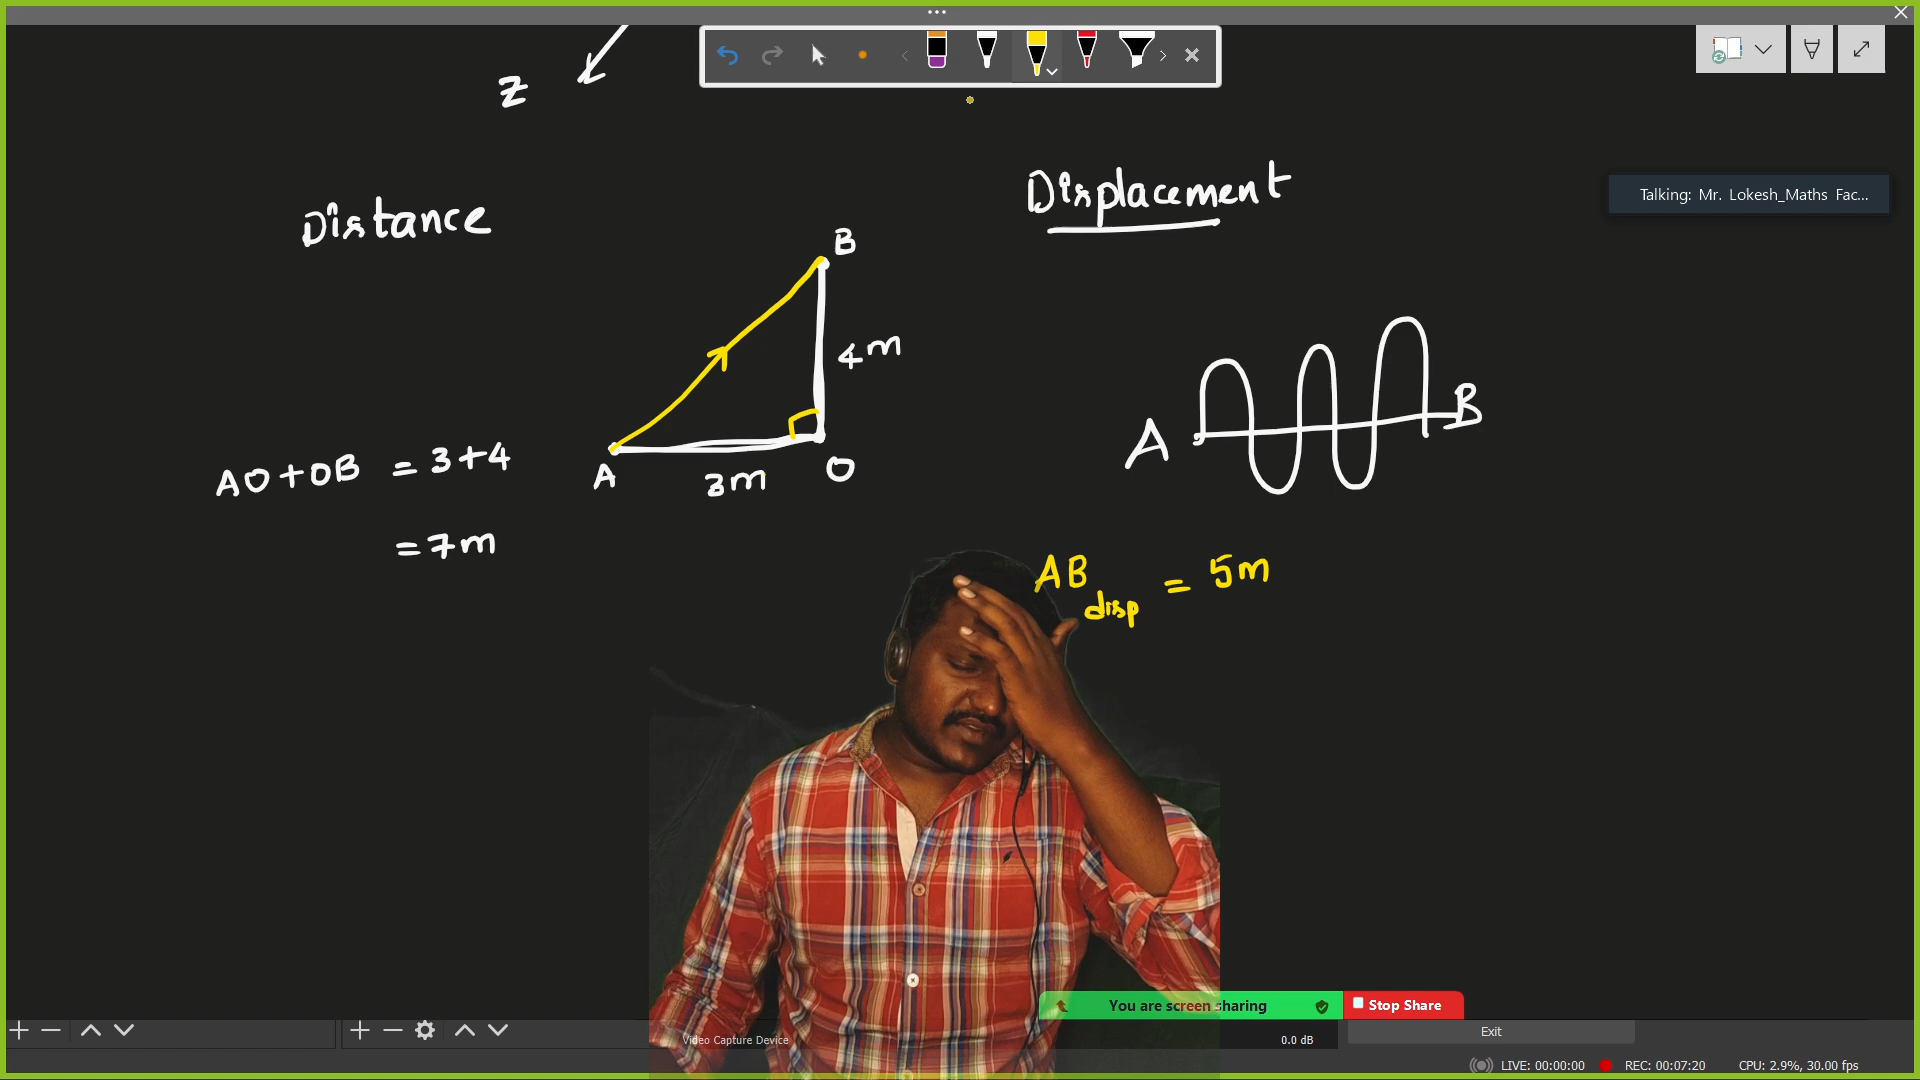 Z
Displacement
Talking: Mr. Lokesh_Maths Fac...
Distance
B
4m
A
B
AO+OB = 3+4
A
3m
O
=7m
AB disp = 5m
You are screen sharing
Stop Share
Video Capture Device
0.0 dB
Exit
LIVE: 00:00:00
REC: 00:07:20
CPU: 2.9%, 30.00 fps